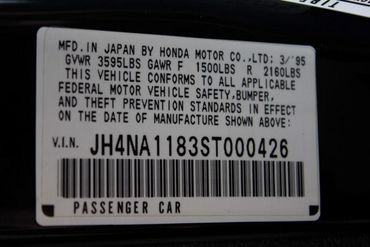 MFD. IN JAPAN BY HONDA MOTOR CO.,LTD: 3/'95
GVWR 3595LBS GAWR F 1500LBS R 2160LBS
THIS VEHICLE CONFORMS TO ALL APPLICABLE
FEDERAL MOTOR VEHICLE SAFETY,BUMPER,
AND THEFT PREVENTION STANDARDS IN EFFECT
ON THE DATE OF MANUFACTURE SHOWN ABOVE.
V.I.N. JH4NA1183ST000426
PASSENGER CAR